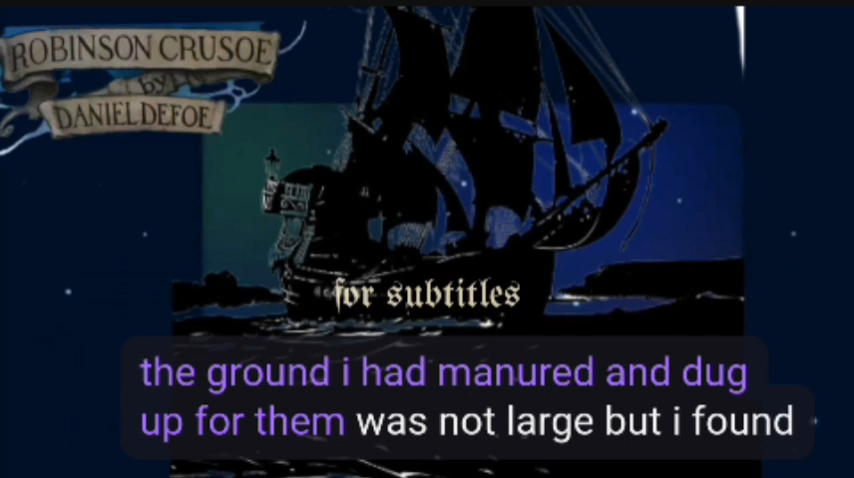 ROBINSON CRUSOE
by
DANIEL DEFOE
for subtitles
the ground i had manured and dug
up for them was not large but i found